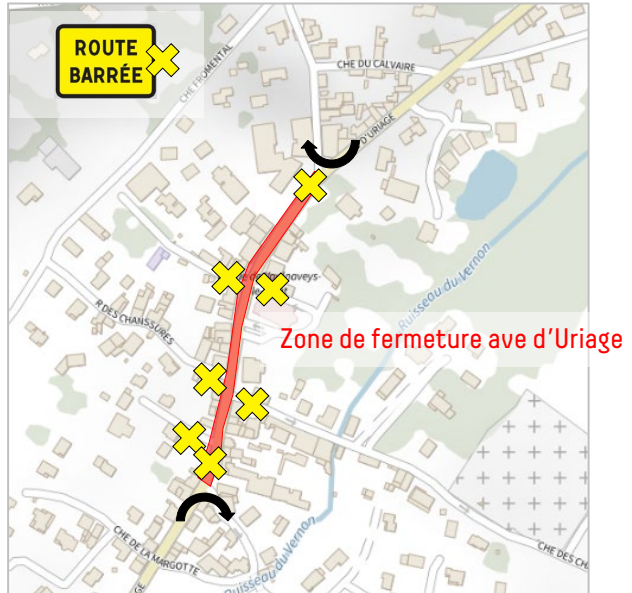 ROUTE
BARRÉE
CHE FROMENTAL
CHE DU CALVAIRE
D'URIAGE
Ruisseau du Vernon
R DES CHANSSURES
Zone de fermeture ave d'Uriage
CHE DE LA MARGOTTE
Ruisseau du Vernon
CHE DES CH